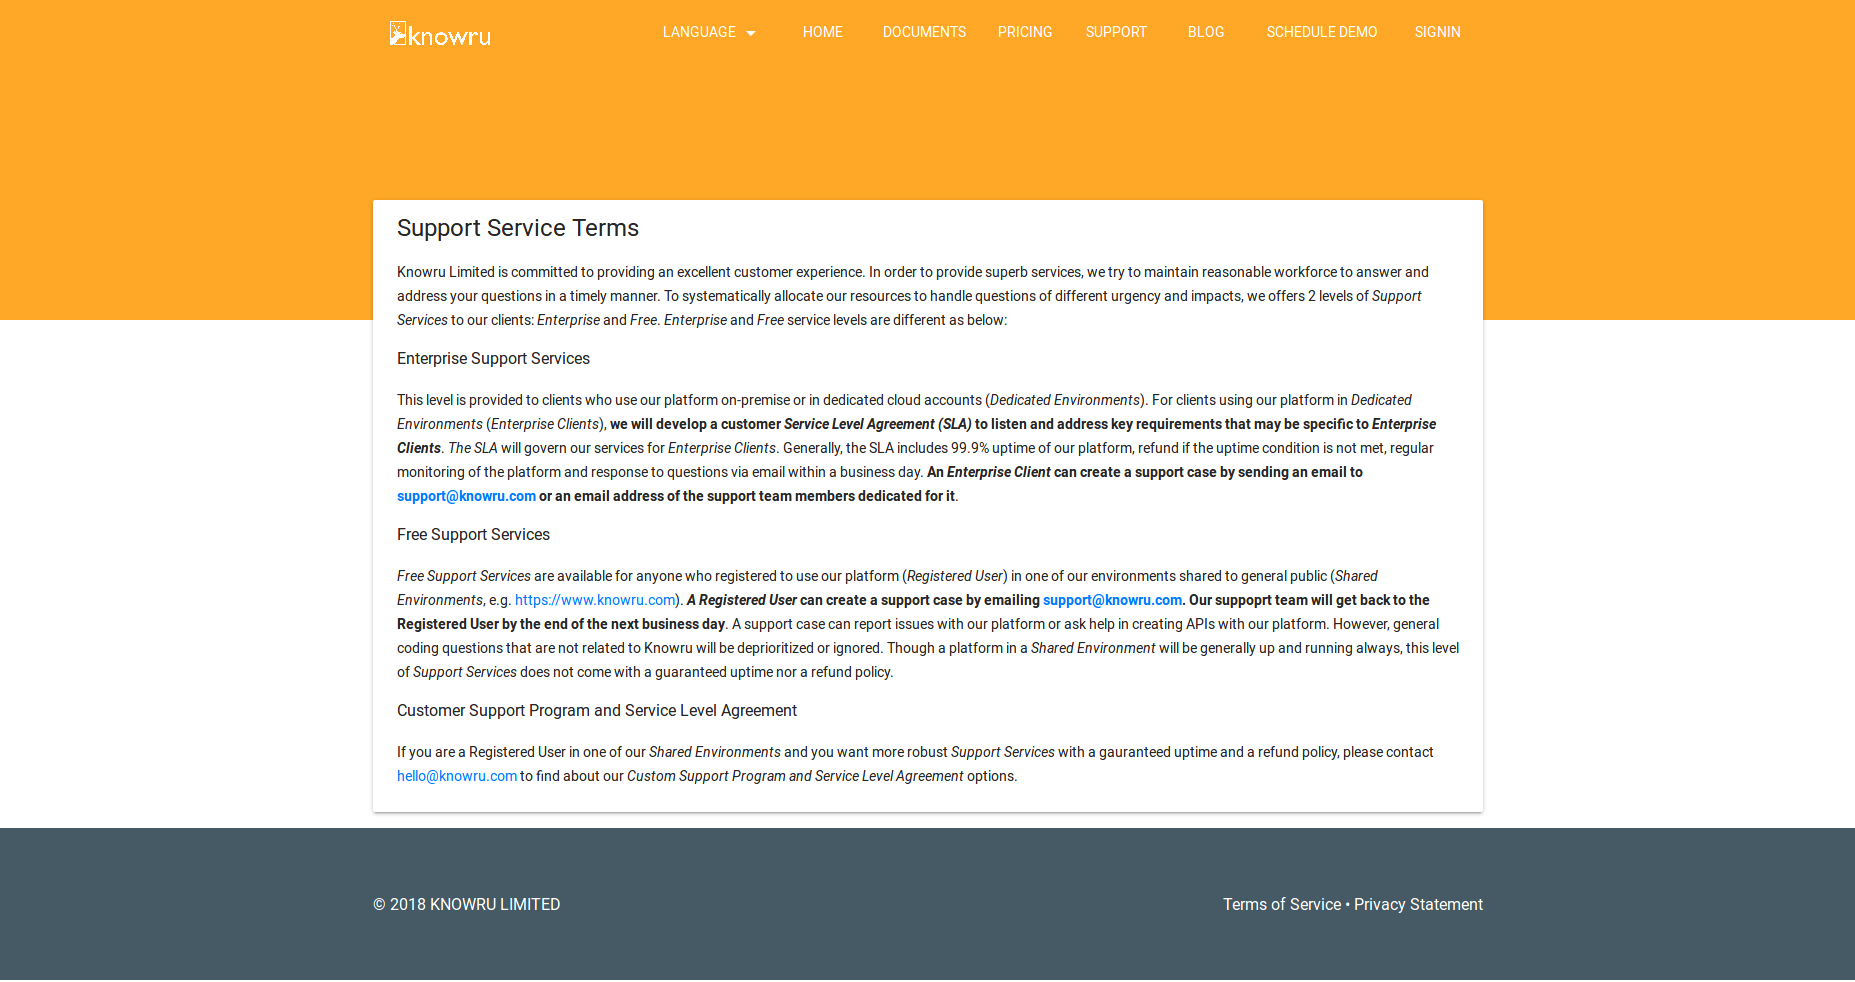 knowru
LANGUAGE HOME DOCUMENTS PRICING SUPPORT BLOG SCHEDULE DEMO SIGNIN
Support Service Terms
Knowru Limited is committed to providing an excellent customer experience. In order to provide superb services, we try to maintain reasonable workforce to answer and
address your questions in a timely manner. To systematically allocate our resources to handle questions of different urgency and impacts, we offers 2 levels of Support
Services to our clients: Enterprise and Free. Enterprise and Free service levels are different as below:
Enterprise Support Services
This level is provided to clients who use our platform on-premise or in dedicated cloud accounts (Dedicated Environments). For clients using our platform in Dedicated
Environments (Enterprise Clients), we will develop a customer Service Level Agreement (SLA) to listen and address key requirements that may be specific to Enterprise
Clients. The SLA will govern our services for Enterprise Clients. Generally, the SLA includes 99.9% uptime of our platform, refund if the uptime condition is not met, regular
monitoring of the platform and response to questions via email within a business day. An Enterprise Client can create a support case by sending an email to
support@knowru.com or an email address of the support team members dedicated for it.
Free Support Services
Free Support Services are available for anyone who registered to use our platform (Registered User) in one of our environments shared to general public (Shared
Environments, e.g. https://www.knowru.com). A Registered User can create a support case by emailing support@knowru.com. Our suppoprt team will get back to the
Registered User by the end of the next business day. A support case can report issues with our platform or ask help in creating APIs with our platform. However, general
coding questions that are not related to Knowru will be deprioritized or ignored. Though a platform in a Shared Environment will be generally up and running always, this level
of Support Services does not come with a guaranteed uptime nor a refund policy.
Customer Support Program and Service Level Agreement
If you are a Registered User in one of our Shared Environments and you want more robust Support Services with a gauranteed uptime and a refund policy, please contact
hello@knowru.com to find about our Custom Support Program and Service Level Agreement options.
© 2018 KNOWRU LIMITED
Terms of Service • Privacy Statement